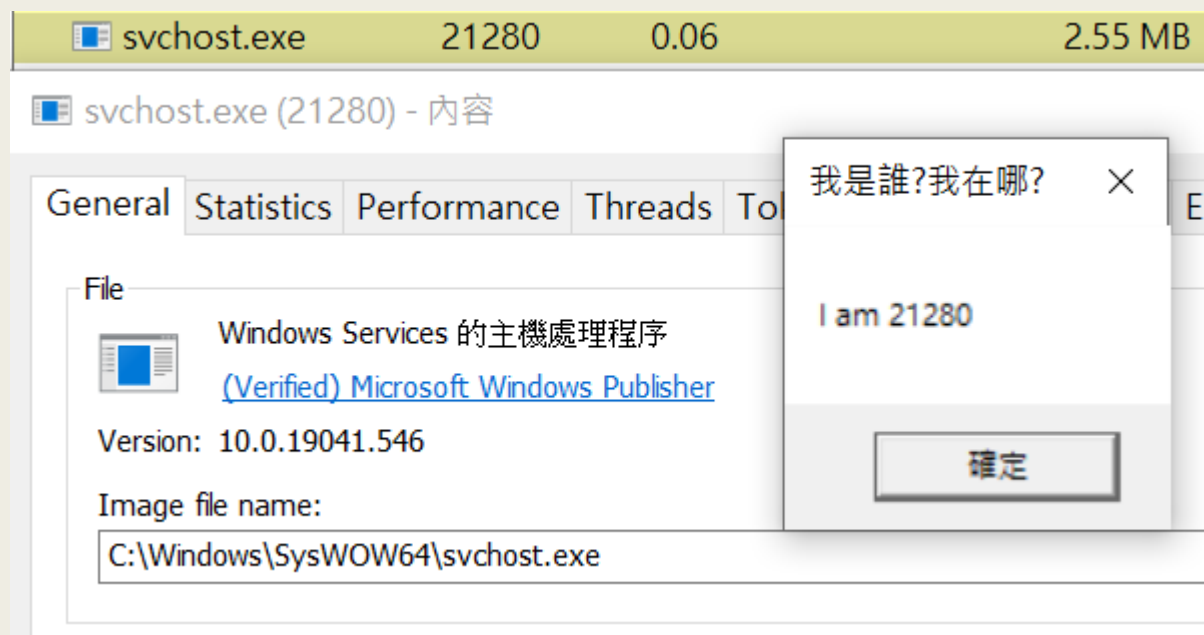 svchost.exe 21280 0.06 2.55 MB
svchost.exe (21280) - 內容
我是誰?我在哪?
General Statistics Performance Threads
File
Windows Services 的主機處理程序
I am 21280
(Verified) Microsoft Windows Publisher
Version: 10.0.19041.546
確定
Image file name:
C:\Windows\SysWOW64\svchost.exe